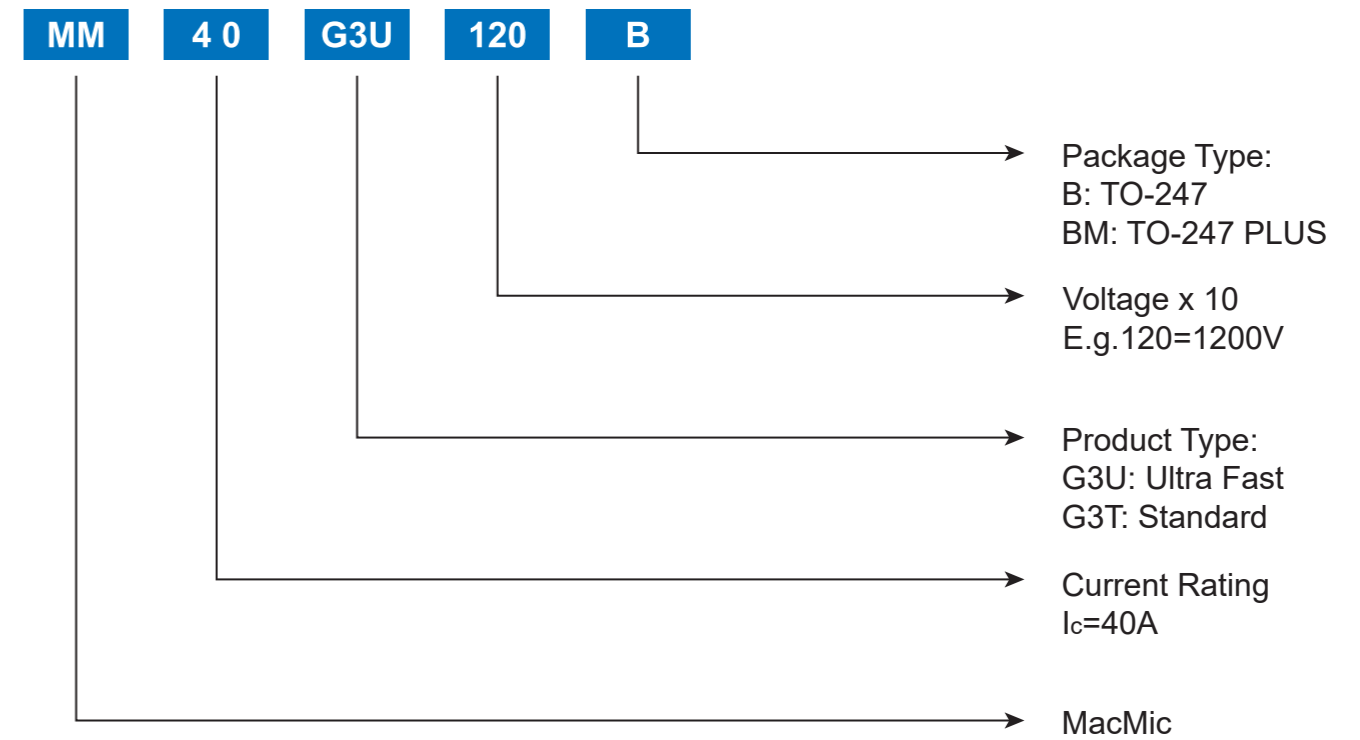 MM 4 0 G3U 120 B
Package Type:
B: TO-247
BM: TO-247 PLUS
Voltage x 10
E.g.120=1200V
Product Type:
G3U: Ultra Fast
G3T: Standard
Current Rating
Ic=40A
MacMic